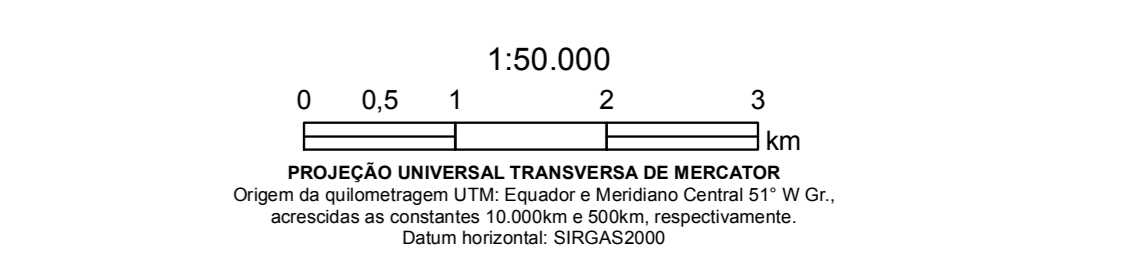 1:50.000
0 0,5 1 2 3
km
PROJEÇÃO UNIVERSAL TRANSVERSA DE MERCATOR
Origem da quilometragem UTM: Equador e Meridiano Central 51° W Gr.,
acrescidas as constantes 10.000km e 500km, respectivamente.
Datum horizontal: SIRGAS2000